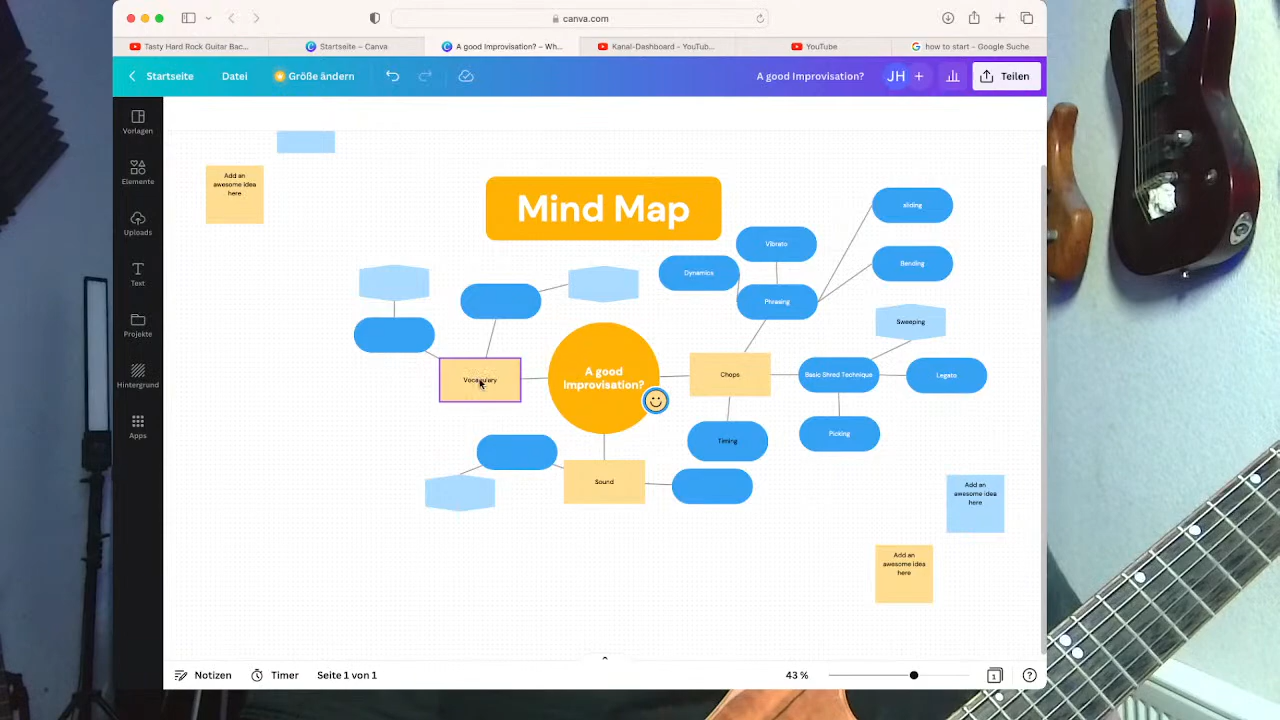 canva.com
Tasty Hard Rock Guitar Bac...
Startseite – Canva
A good Improvisation? – Wh...
Kanal-Dashboard - YouTub...
YouTube
how to start – Google Suche
Startseite
Datei
Größe ändern
A good Improvisation?
JH
+
Teilen
Vorlagen
Elemente
Uploads
Text
Projekte
Hintergrund
Apps
Add an
awesome idea
here
Mind Map
sliding
Vibrato
Dynamics
Bending
Phrasing
Sweeping
A good
Improvisation?
Vocabulary
Chops
Basic Shred Technique
Legato
Timing
Picking
Sound
Add an
awesome idea
here
Add an
awesome idea
here
Notizen
Timer
Seite 1 von 1
43 %
1
?